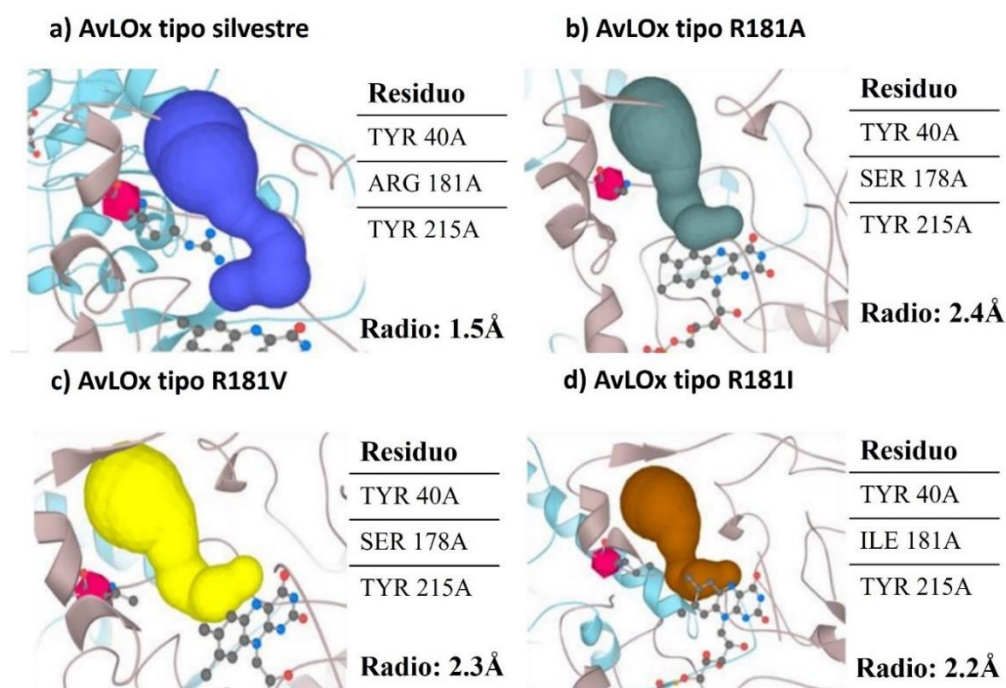 a) AvLOx tipo silvestre
Residuo
TYR 40A
ARG 181A
TYR 215A
Radio: 1.5Å
b) AvLOx tipo R181A
Residuo
TYR 40A
SER 178A
TYR 215A
Radio: 2.4Å
c) AvLOx tipo R181V
Residuo
TYR 40A
SER 178A
TYR 215A
Radio: 2.3Å
d) AvLOx tipo R181I
Residuo
TYR 40A
ILE 181A
TYR 215A
Radio: 2.2Å